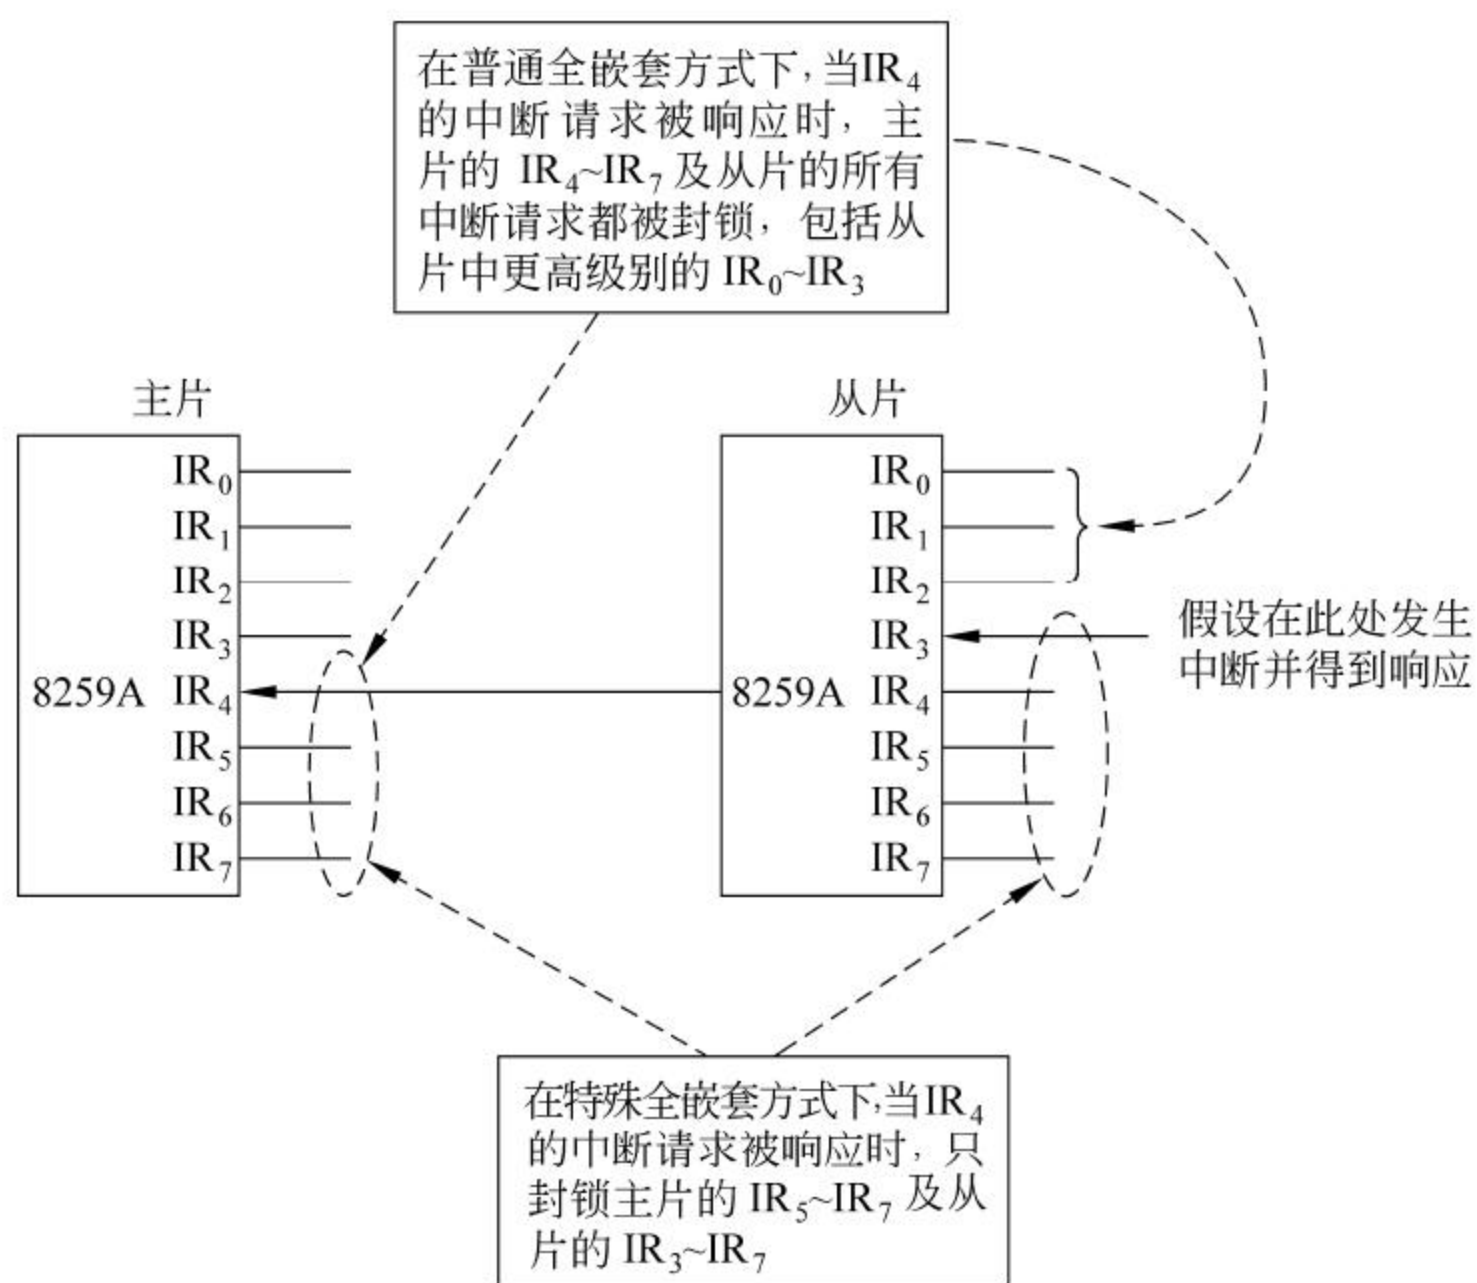 在普通全嵌套方式下,当IR4
的中断请求被响应时，主
片的 IR4~IR7 及从片的所有
中断请求都被封锁，包括从
片中更高级别的 IR0~IR3
主片
从片
IR0
IR1
IR2
IR3
8259A IR4
IR5
IR6
IR7
IR0
IR1
IR2
IR3
8259A IR4
IR5
IR6
IR7
假设在此处发生
中断并得到响应
在特殊全嵌套方式下,当IR4
的中断请求被响应时，只
封锁主片的 IR5~IR7 及从
片的 IR3~IR7